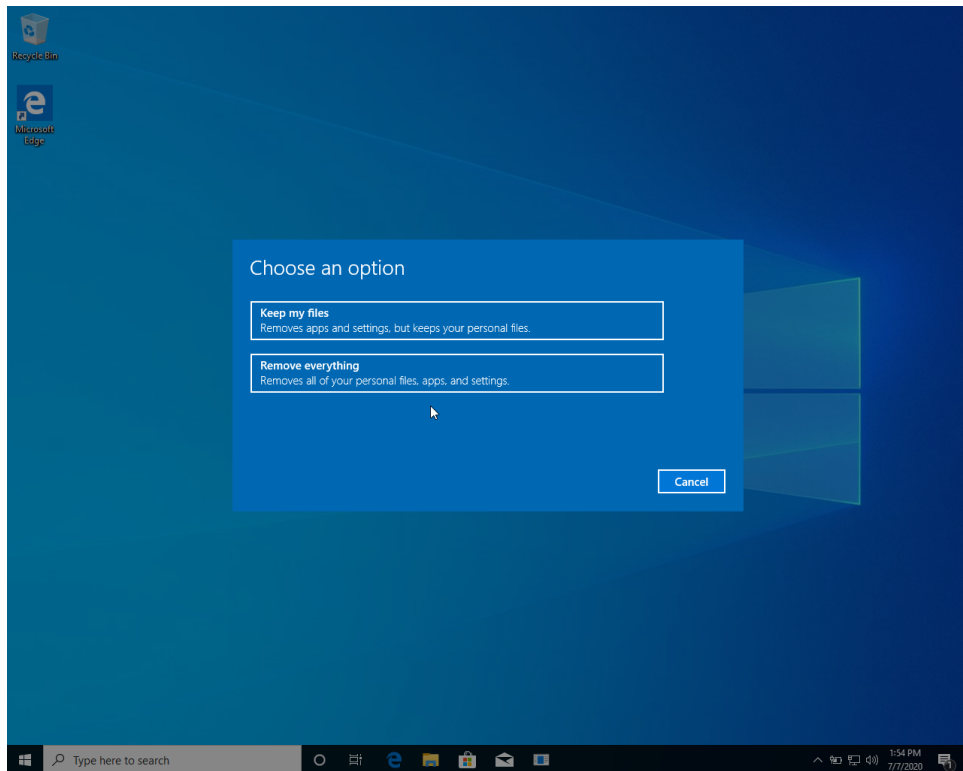 Recycle Bin
Microsoft
Edge
Choose an option
Keep my files
Removes apps and settings, but keeps your personal files.
Remove everything
Removes all of your personal files, apps, and settings.
Cancel
Type here to search
1:54 PM
7/7/2020
1